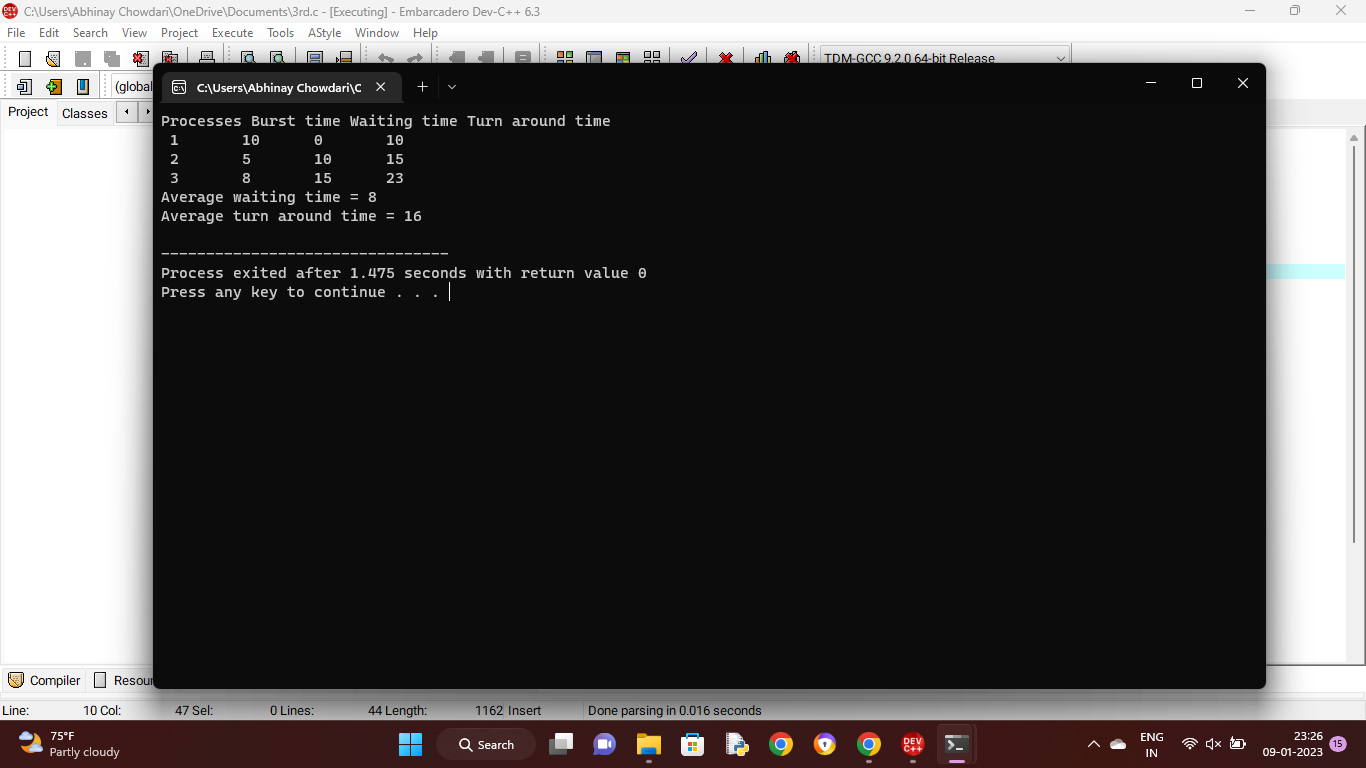 C:\Users\Abhinay Chowdari\OneDrive\Documents\3rd.c - [Executing] - Embarcadero Dev-C++ 6.3
File Edit Search View Project Execute Tools AStyle Window Help
TDM-GCC 9.2.0 64-bit Release
(global
C:\Users\Abhinay Chowdari\C
Project Classes
Processes Burst time Waiting time Turn around time
1 10 0 10
2 5 10 15
3 8 15 23
Average waiting time = 8
Average turn around time = 16
--------------------------------
Process exited after 1.475 seconds with return value 0
Press any key to continue . . .
Compiler Resour
Line: 10 Col: 47 Sel: 0 Lines: 44 Length: 1162 Insert Done parsing in 0.016 seconds
75°F
Partly cloudy
Search
DEV C++
ENG
IN
23:26
09-01-2023
15